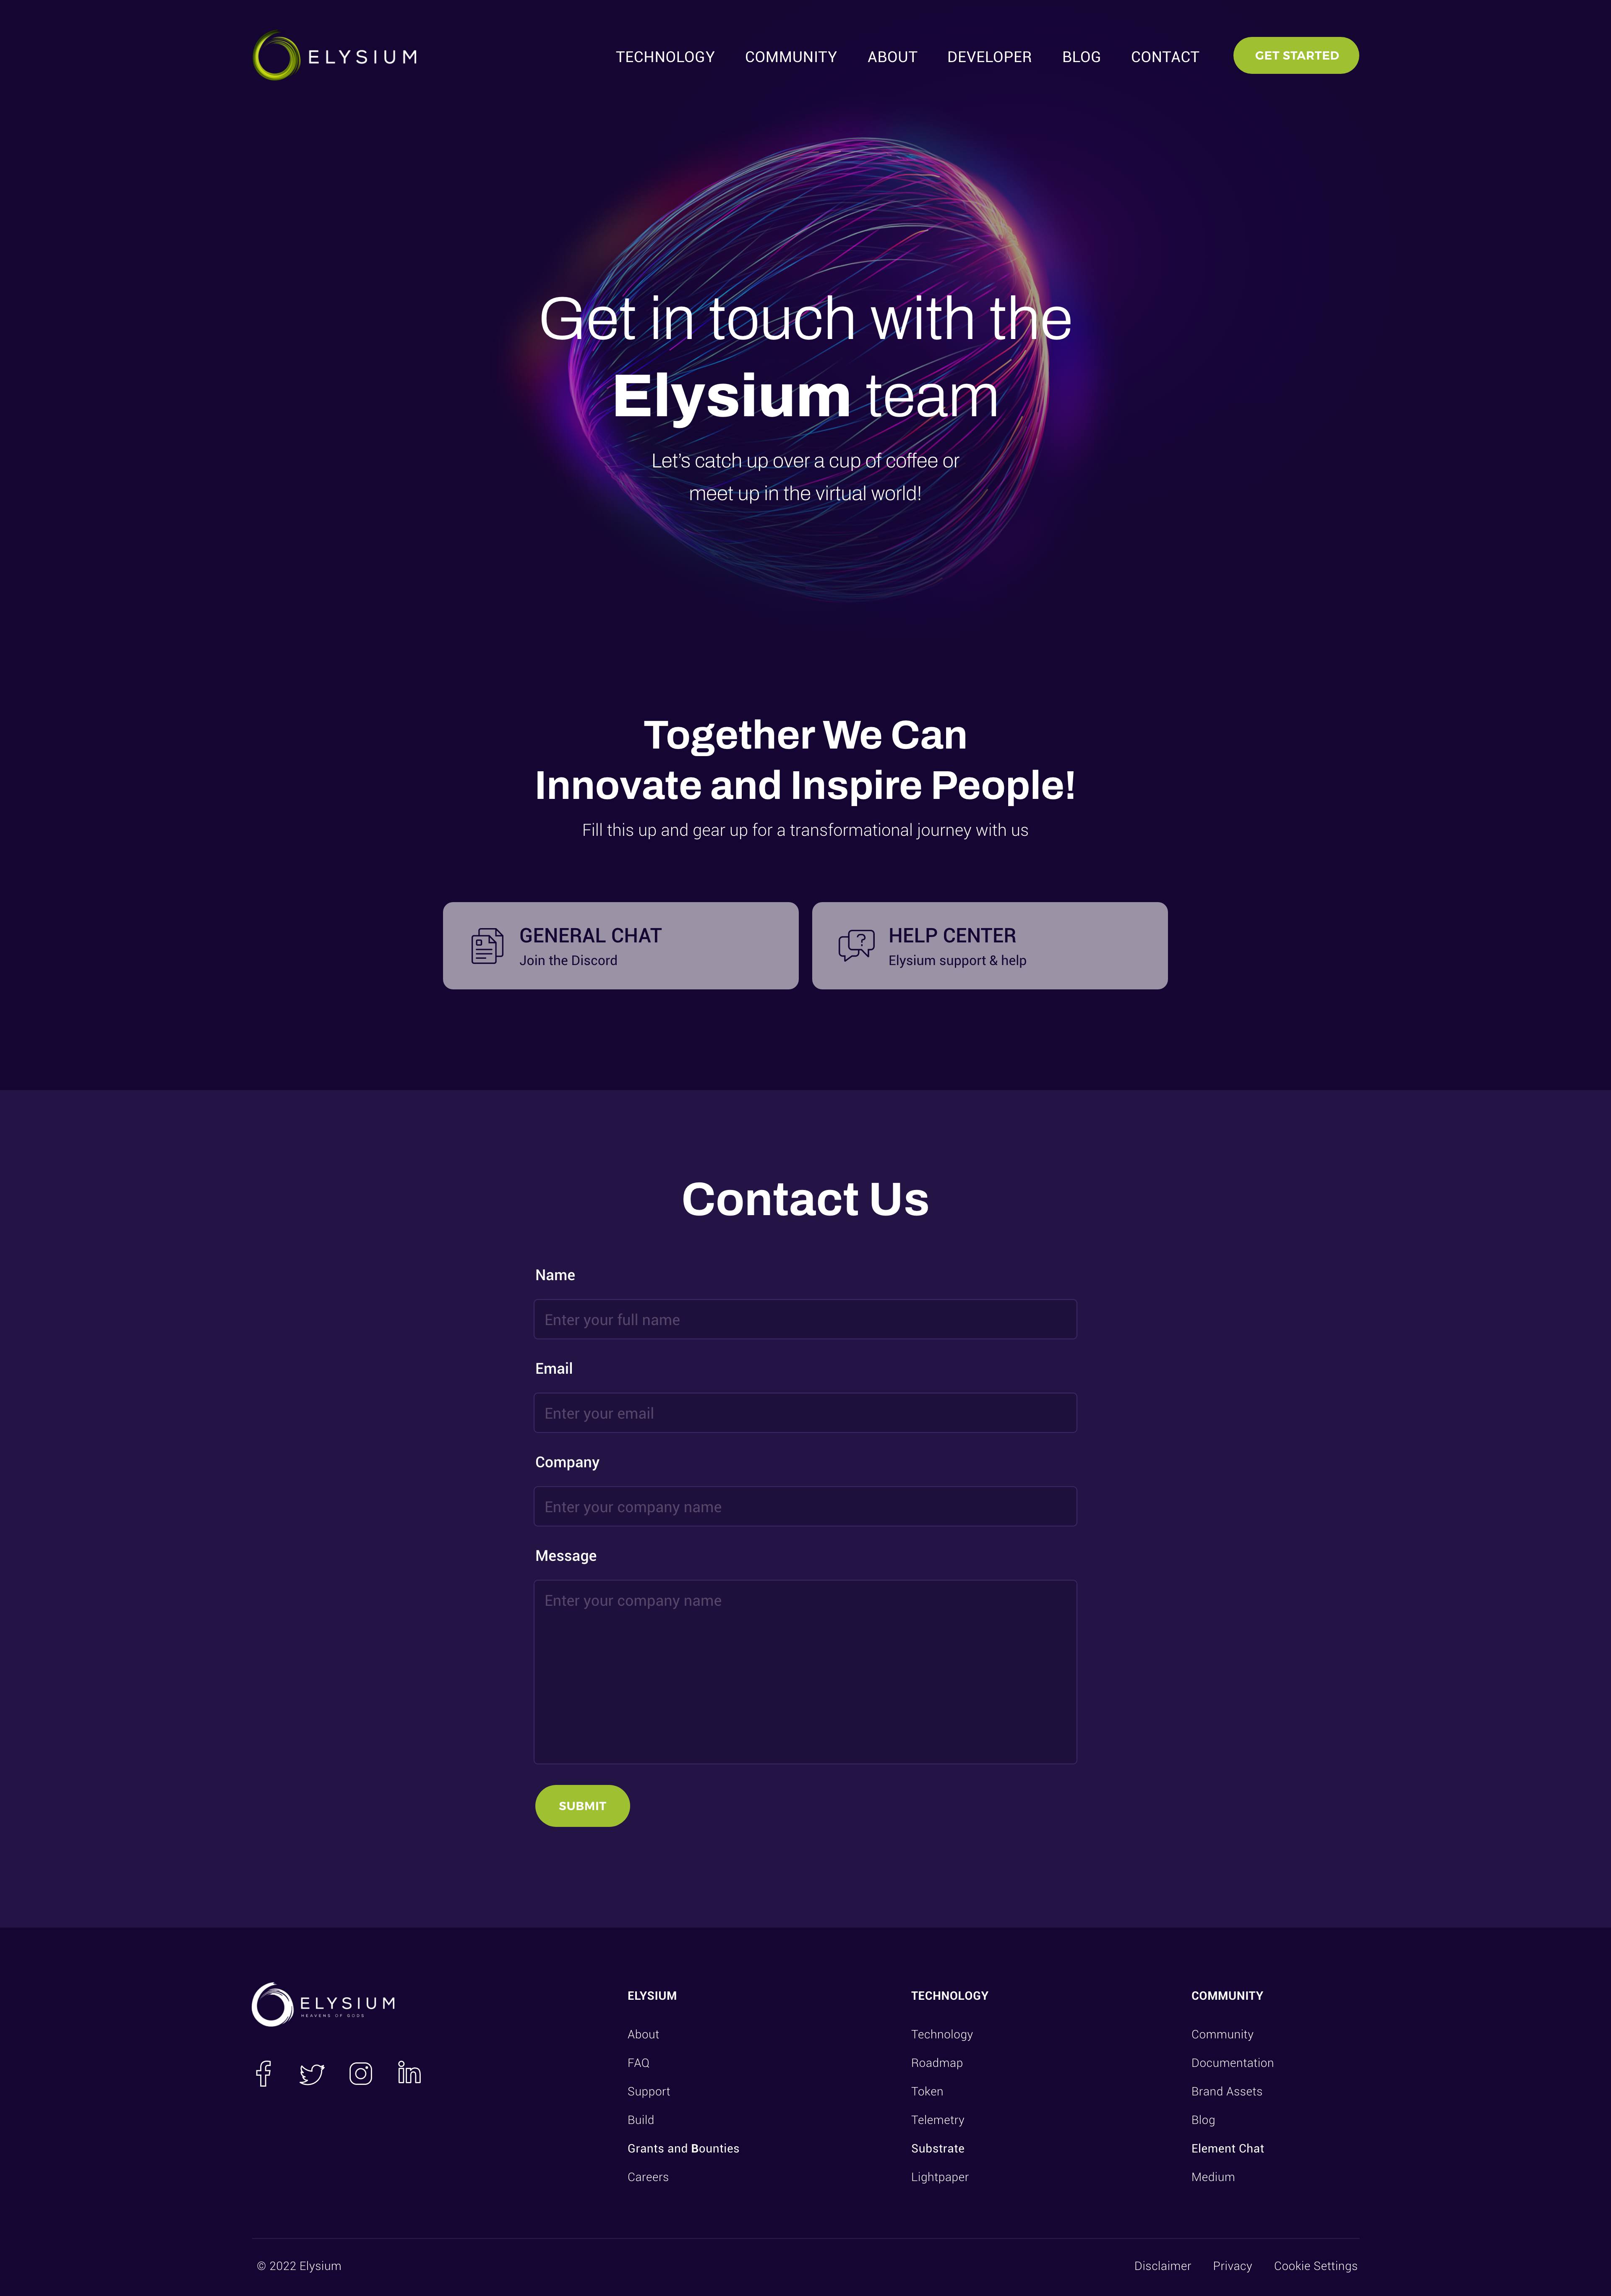 ELYSIUM
TECHNOLOGY COMMUNITY ABOUT DEVELOPER BLOG CONTACT GET STARTED
Get in touch with the
Elysium team
Let's catch up over a cup of coffee or
meet up in the virtual world!
Together We Can
Innovate and Inspire People!
Fill this up and gear up for a transformational journey with us
GENERAL CHAT
Join the Discord
HELP CENTER
Elysium support & help
Contact Us
Name
Enter your full name
Email
Enter your email
Company
Enter your company name
Message
Enter your company name
SUBMIT
ELYSIUM
HEAVENS OF GODS
ELYSIUM
About
FAQ
Support
Build
Grants and Bounties
Careers
TECHNOLOGY
Technology
Roadmap
Token
Telemetry
Substrate
Lightpaper
COMMUNITY
Community
Documentation
Brand Assets
Blog
Element Chat
Medium
© 2022 Elysium
Disclaimer Privacy Cookie Settings